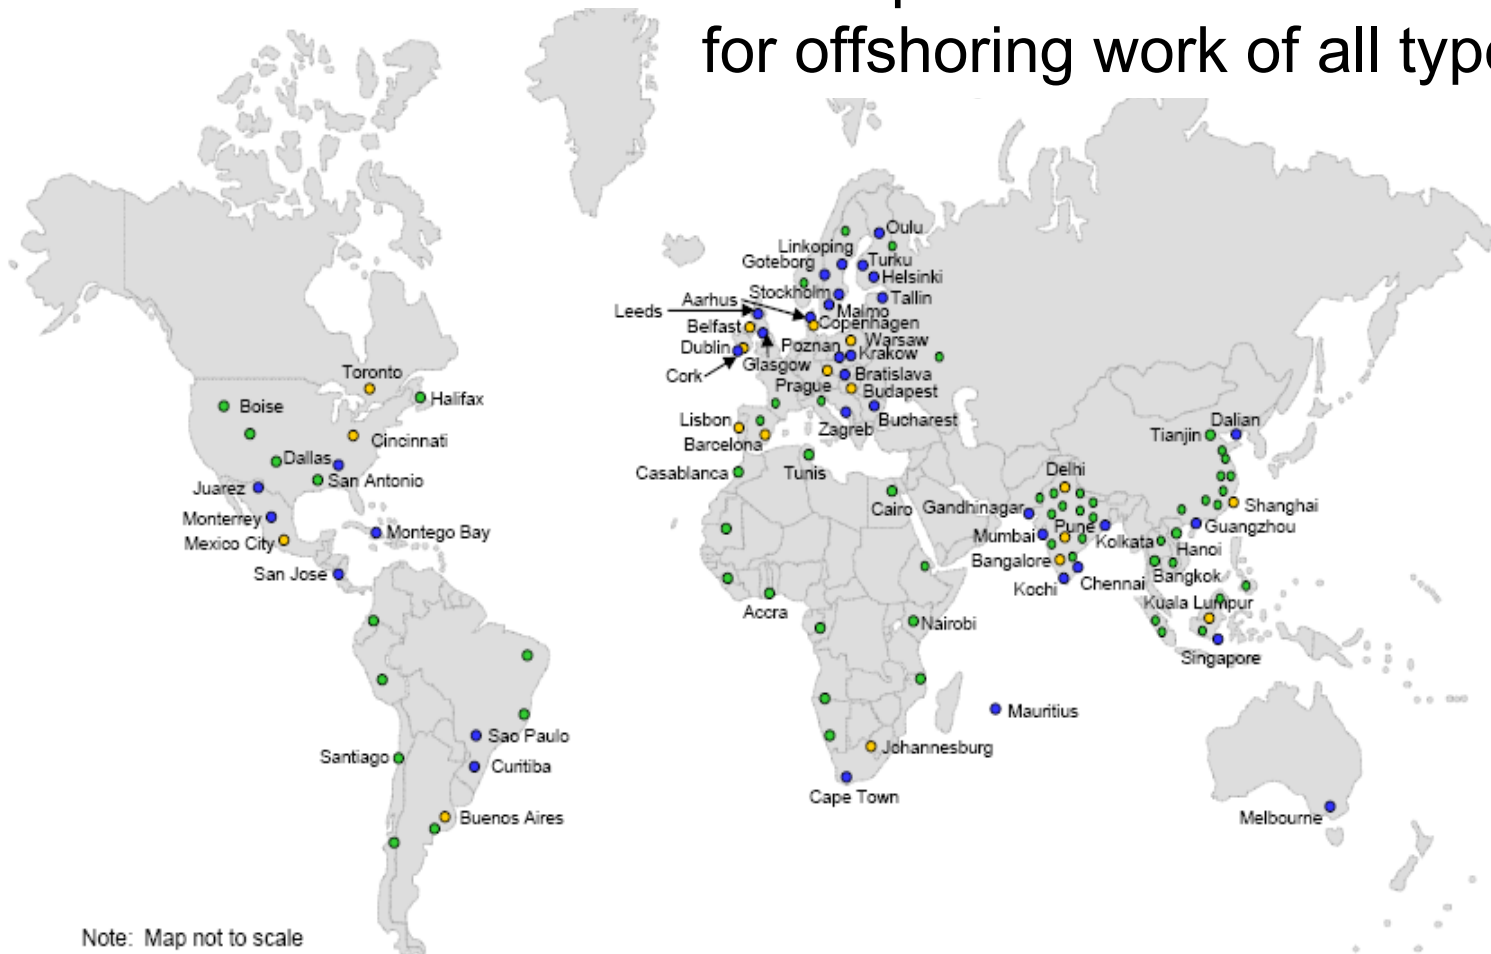 for offshoring work of all type
Oulu
Linkoping
Goteborg
Turku
Helsinki
Stockholm
Tallin
Aarhus
Leeds
Malmo
Copenhagen
Belfast
Warsaw
Dublin
Poznan
Krakow
Glasgow
Cork
Bratislava
Prague
Budapest
Lisbon
Zagreb
Bucharest
Barcelona
Casablanca
Tunis
Cairo
Toronto
Halifax
Boise
Cincinnati
Dallas
San Antonio
Juarez
Monterrey
Mexico City
Montego Bay
San Jose
Dalian
Tianjin
Delhi
Gandhinagar
Shanghai
Pune
Guangzhou
Mumbai
Kolkata
Hanoi
Bangalore
Chennai
Bangkok
Kochi
Kuala Lumpur
Singapore
Accra
Nairobi
Mauritius
Sao Paulo
Santiago
Curitiba
Johannesburg
Cape Town
Buenos Aires
Melbourne
Note: Map not to scale